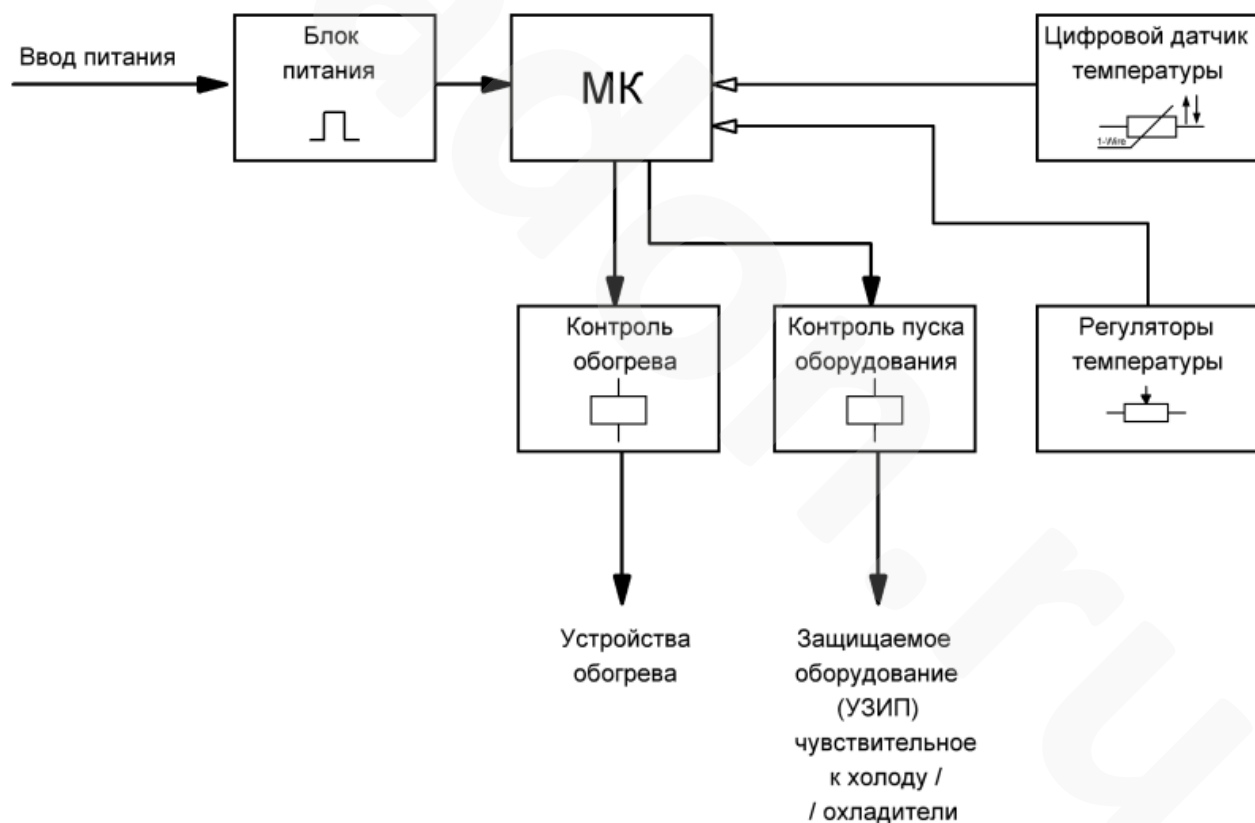 Ввод питания
Блок
питания
МК
Цифровой датчик
температуры
1-Wire
Контроль
обогрева
Контроль пуска
оборудования
Регуляторы
температуры
Устройства
обогрева
Защищаемое
оборудование
(УЗИП)
чувствительное
к холоду /
/ охладители